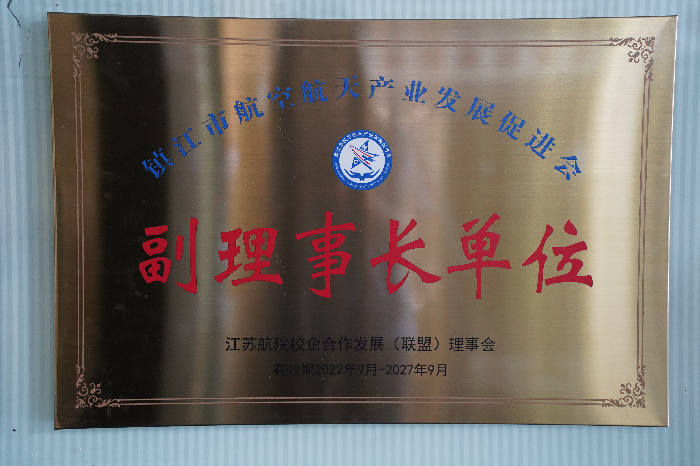 镇江市航空航天产业发展促进会
副理事长单位
江苏航院校企合作发展（联盟）理事会
有效期2022年9月-2027年9月